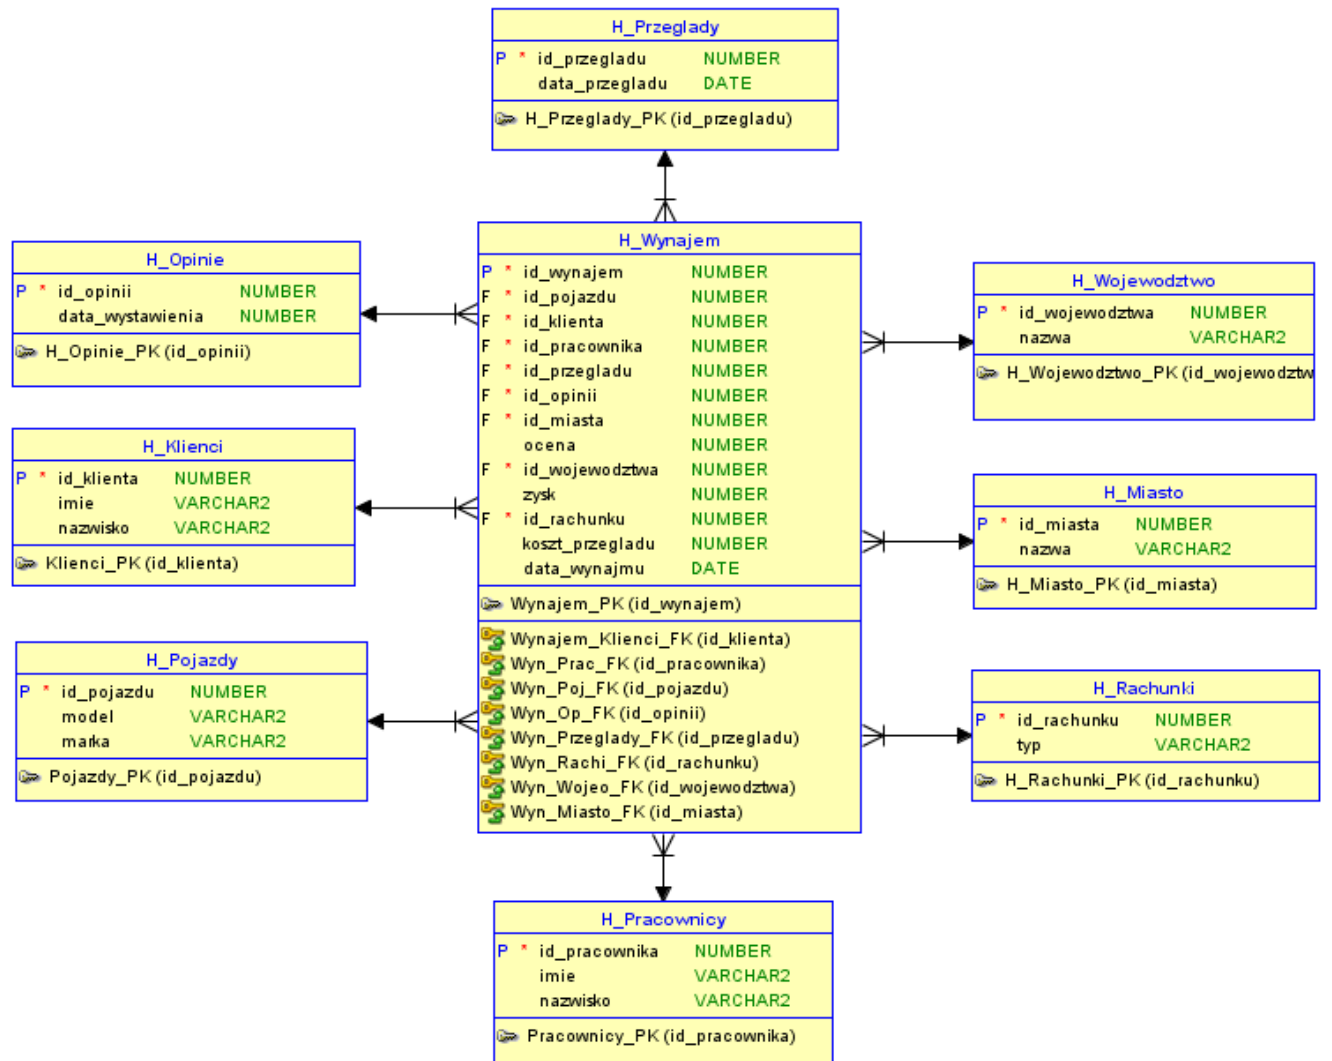 H_Przeglady
P * id_przegladu NUMBER
data_przegladu DATE
H_Przeglady_PK (id_przegladu)
H_Opinie
P * id_opinii NUMBER
data_wystawienia NUMBER
H_Opinie_PK (id_opinii)
H_Klienci
P * id_klienta NUMBER
imie VARCHAR2
nazwisko VARCHAR2
Klienci_PK (id_klienta)
H_Pojazdy
P * id_pojazdu NUMBER
model VARCHAR2
marka VARCHAR2
Pojazdy_PK (id_pojazdu)
H_Wynajem
P * id_wynajem NUMBER
F * id_pojazdu NUMBER
F * id_klienta NUMBER
F * id_pracownika NUMBER
F * id_przegladu NUMBER
F * id_opinii NUMBER
F * id_miasta NUMBER
ocena NUMBER
F * id_wojewodztwa NUMBER
zysk NUMBER
F * id_rachunku NUMBER
koszt_przegladu NUMBER
data_wynajmu DATE
Wynajem_PK (id_wynajem)
Wynajem_Klienci_FK (id_klienta)
Wyn_Prac_FK (id_pracownika)
Wyn_Poj_FK (id_pojazdu)
Wyn_Op_FK (id_opinii)
Wyn_Przeglady_FK (id_przegladu)
Wyn_Rachi_FK (id_rachunku)
Wyn_Wojeo_FK (id_wojewodztwa)
Wyn_Miasto_FK (id_miasta)
H_Wojewodztwo
P * id_wojewodztwa NUMBER
nazwa VARCHAR2
H_Wojewodztwo_PK (id_wojewodztw
H_Miasto
P * id_miasta NUMBER
nazwa VARCHAR2
H_Miasto_PK (id_miasta)
H_Rachunki
P * id_rachunku NUMBER
typ VARCHAR2
H_Rachunki_PK (id_rachunku)
H_Pracownicy
P * id_pracownika NUMBER
imie VARCHAR2
nazwisko VARCHAR2
Pracownicy_PK (id_pracownika)